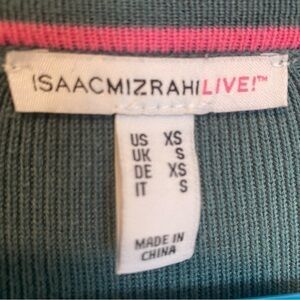 ISAACMIZRAHILIVE!™
US XS
UK S
DE XS
IT S
MADE IN
CHINA